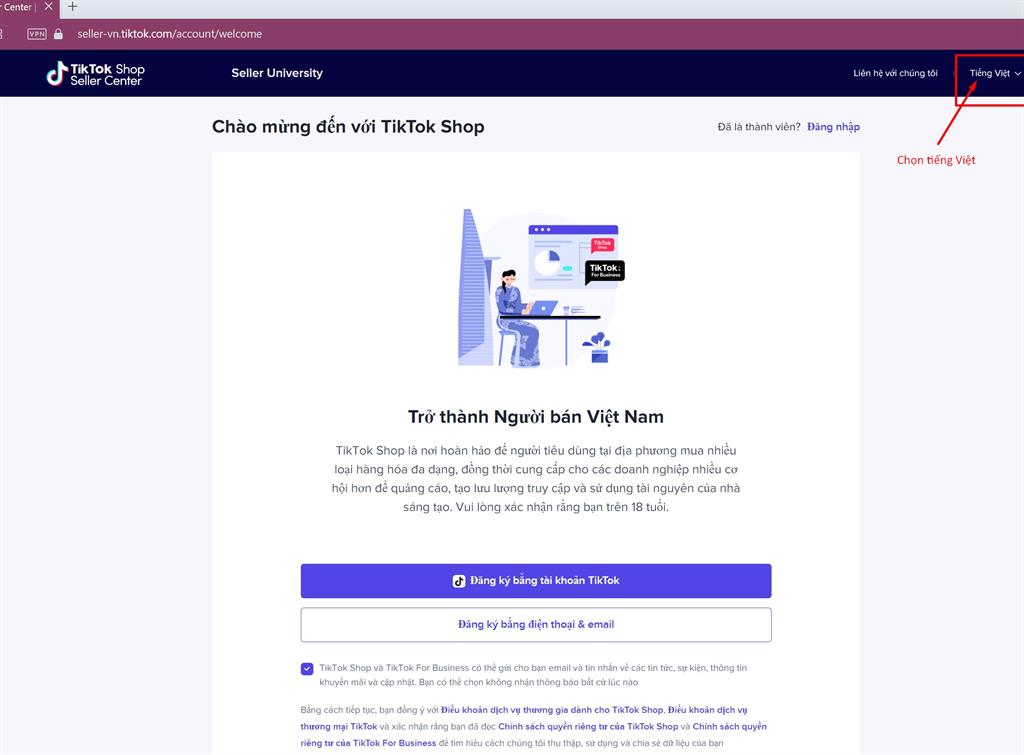 Center
VPN
seller-vn.tiktok.com/account/welcome
TikTok Shop
Seller Center
Seller University
Liên hệ với chúng tôi
Tiếng Việt
Chào mừng đến với TikTok Shop
Đã là thành viên? Đăng nhập
Chọn tiếng Việt
TikTok
Shop
TikTok:
For Business
Trở thành Người bán Việt Nam
TikTok Shop là nơi hoàn hảo để người tiêu dùng tại địa phương mua nhiều
loại hàng hóa đa dạng, đồng thời cung cấp cho các doanh nghiệp nhiều cơ
hội hơn để quảng cáo, tạo lưu lượng truy cập và sử dụng tài nguyên của nhà
sáng tạo. Vui lòng xác nhận rằng bạn trên 18 tuổi.
Đăng ký bằng tài khoản TikTok
Đăng ký bằng điện thoại & email
TikTok Shop và TikTok For Business có thể gửi cho bạn email và tin nhắn về các tin tức, sự kiện, thông tin
khuyến mãi và cập nhật. Bạn có thể chọn không nhận thông báo bất cứ lúc nào
Bằng cách tiếp tục, bạn đồng ý với Điều khoản dịch vụ thương gia dành cho TikTok Shop, Điều khoản dịch vụ
thương mại TikTok và xác nhận rằng bạn đã đọc Chính sách quyền riêng tư của TikTok Shop và Chính sách quyền
riêng tư của TikTok For Business để tìm hiểu cách chúng tôi thu thập, sử dụng và chia sẻ dữ liệu của bạn